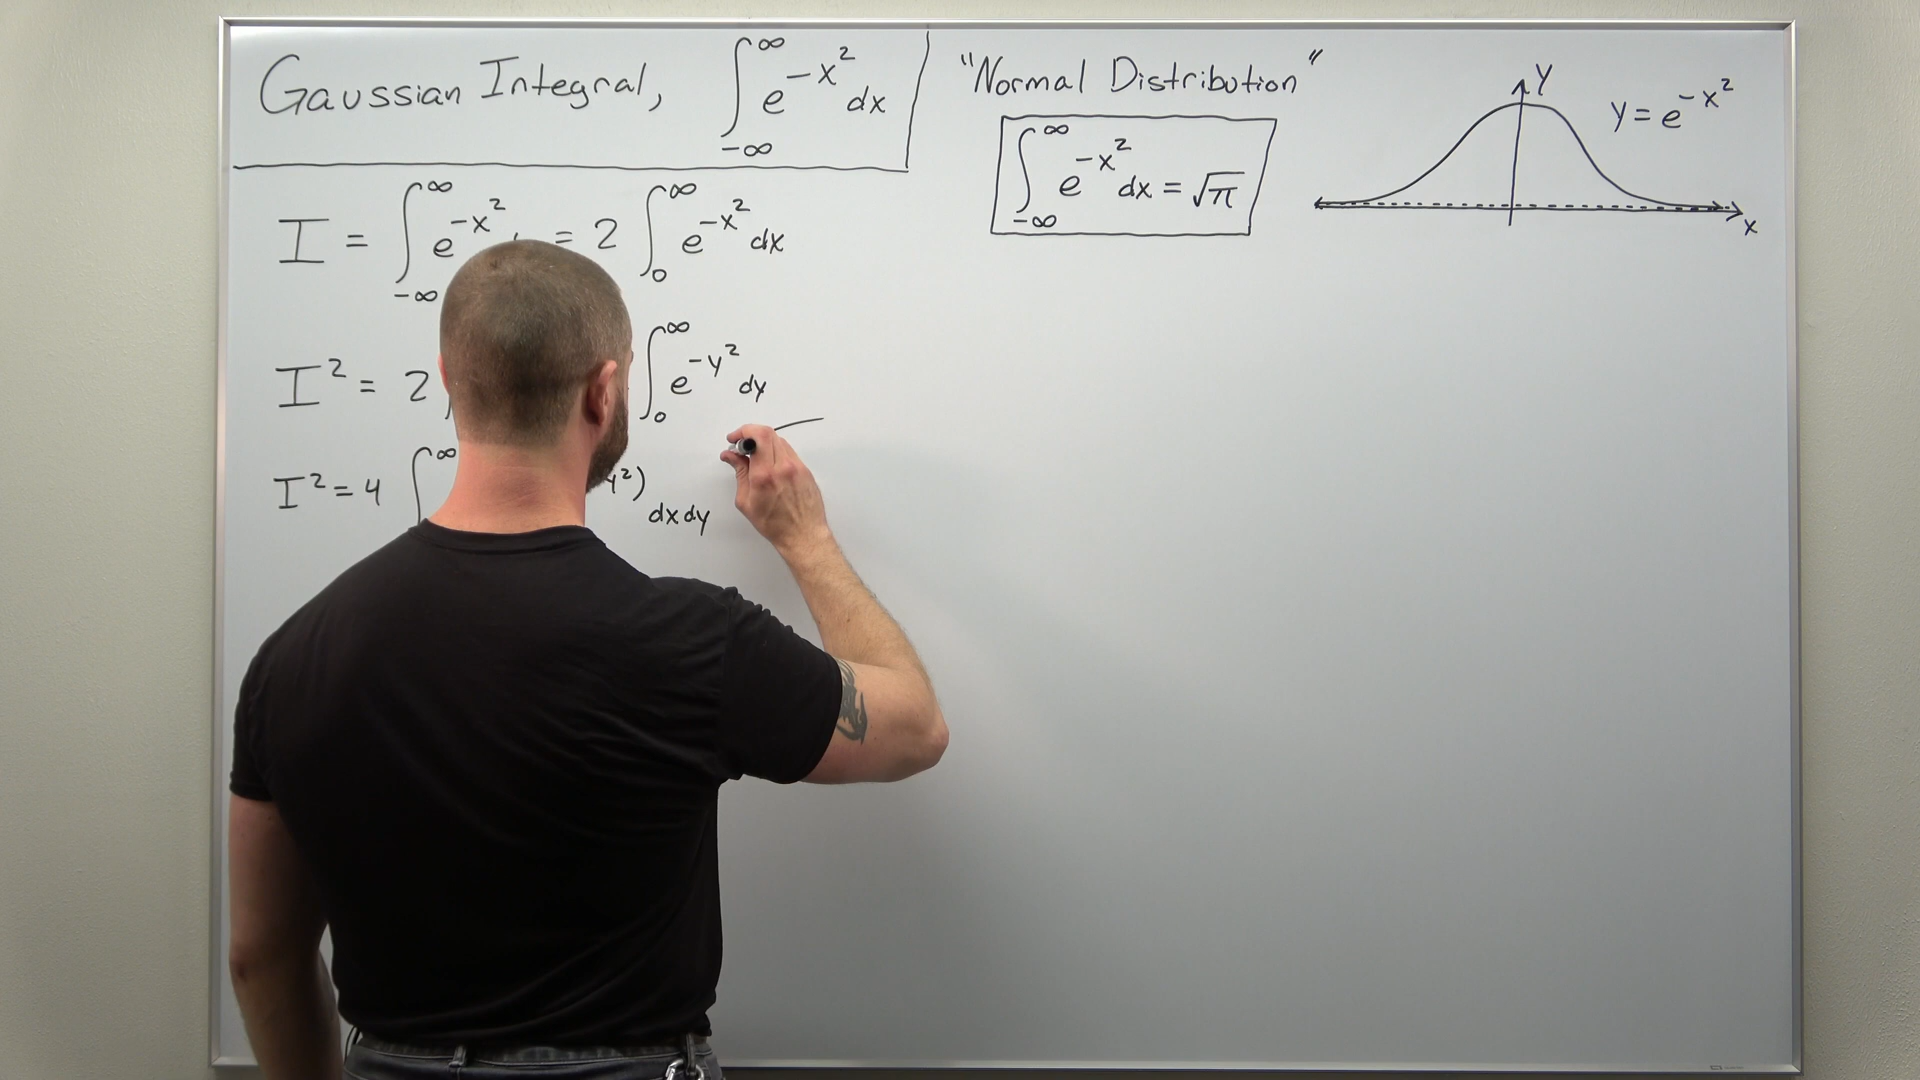 Gaussian Integral, ∫_{-∞}^{∞} e^{-x²} dx
"Normal Distribution"
∫_{-∞}^{∞} e^{-x²} dx = √π
y
y = e^{-x²}
x
I = ∫_{-∞}^{∞} e^{-x²} = 2 ∫_{0}^{∞} e^{-x²} dx
I² = 2 ∫_{0}^{∞} e^{-y²} dy
I² = 4 ∫^{∞} y²) dx dy